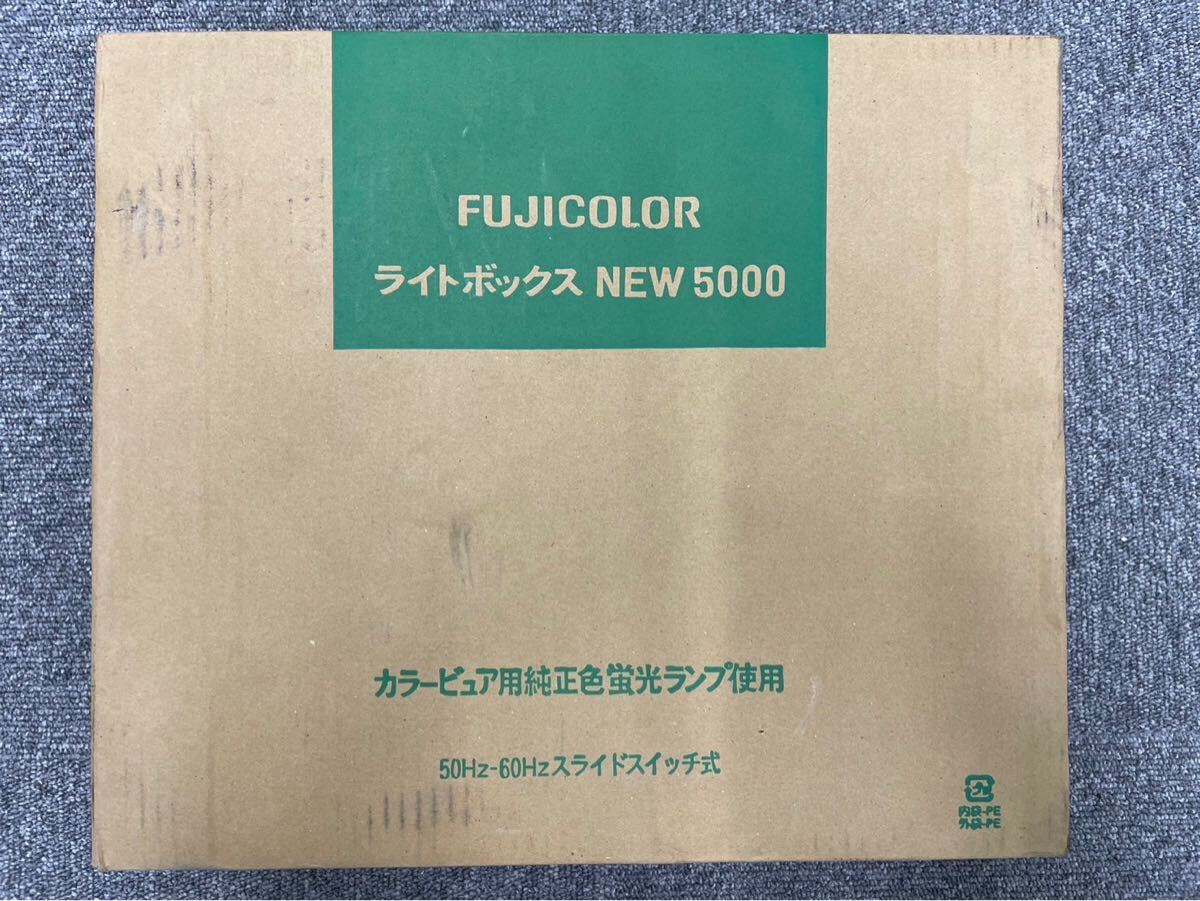 FUJICOLOR
ライトボックス NEW 5000
カラービュア用純正色蛍光ランプ使用
50Hz-60Hzスライドスイッチ式
プラ
内袋-PE
外袋-PE